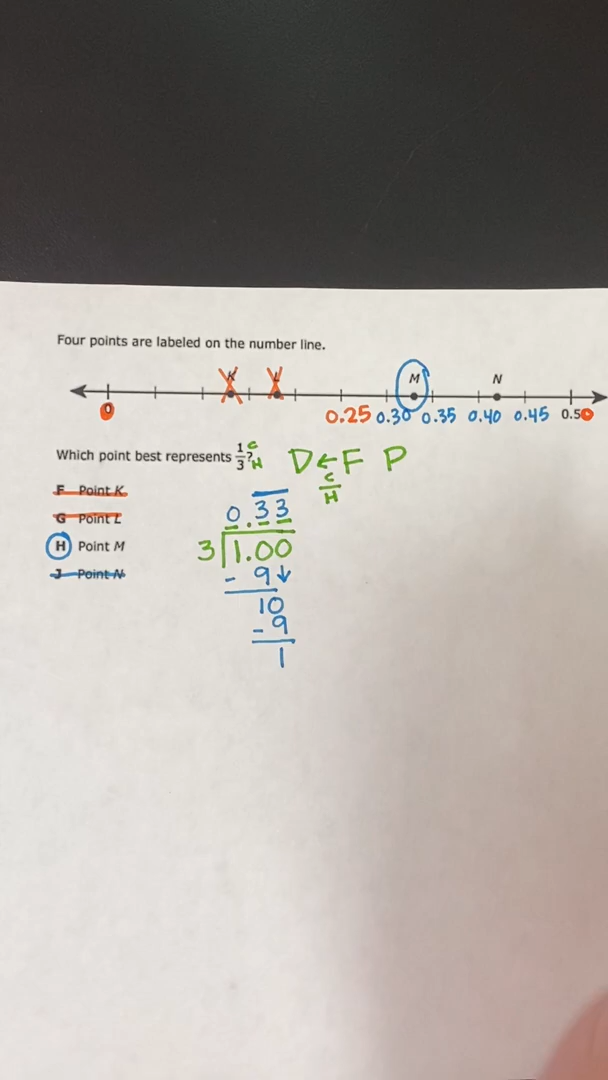 Four points are labeled on the number line.
K L M N
0 0.25 0.30 0.35 0.40 0.45 0.50
Which point best represents 1/3? C H D ← F P
C/H
F Point K
G Point L
H Point M
J Point N
0.33
3 1.00
- 9↓
10
- 9
1